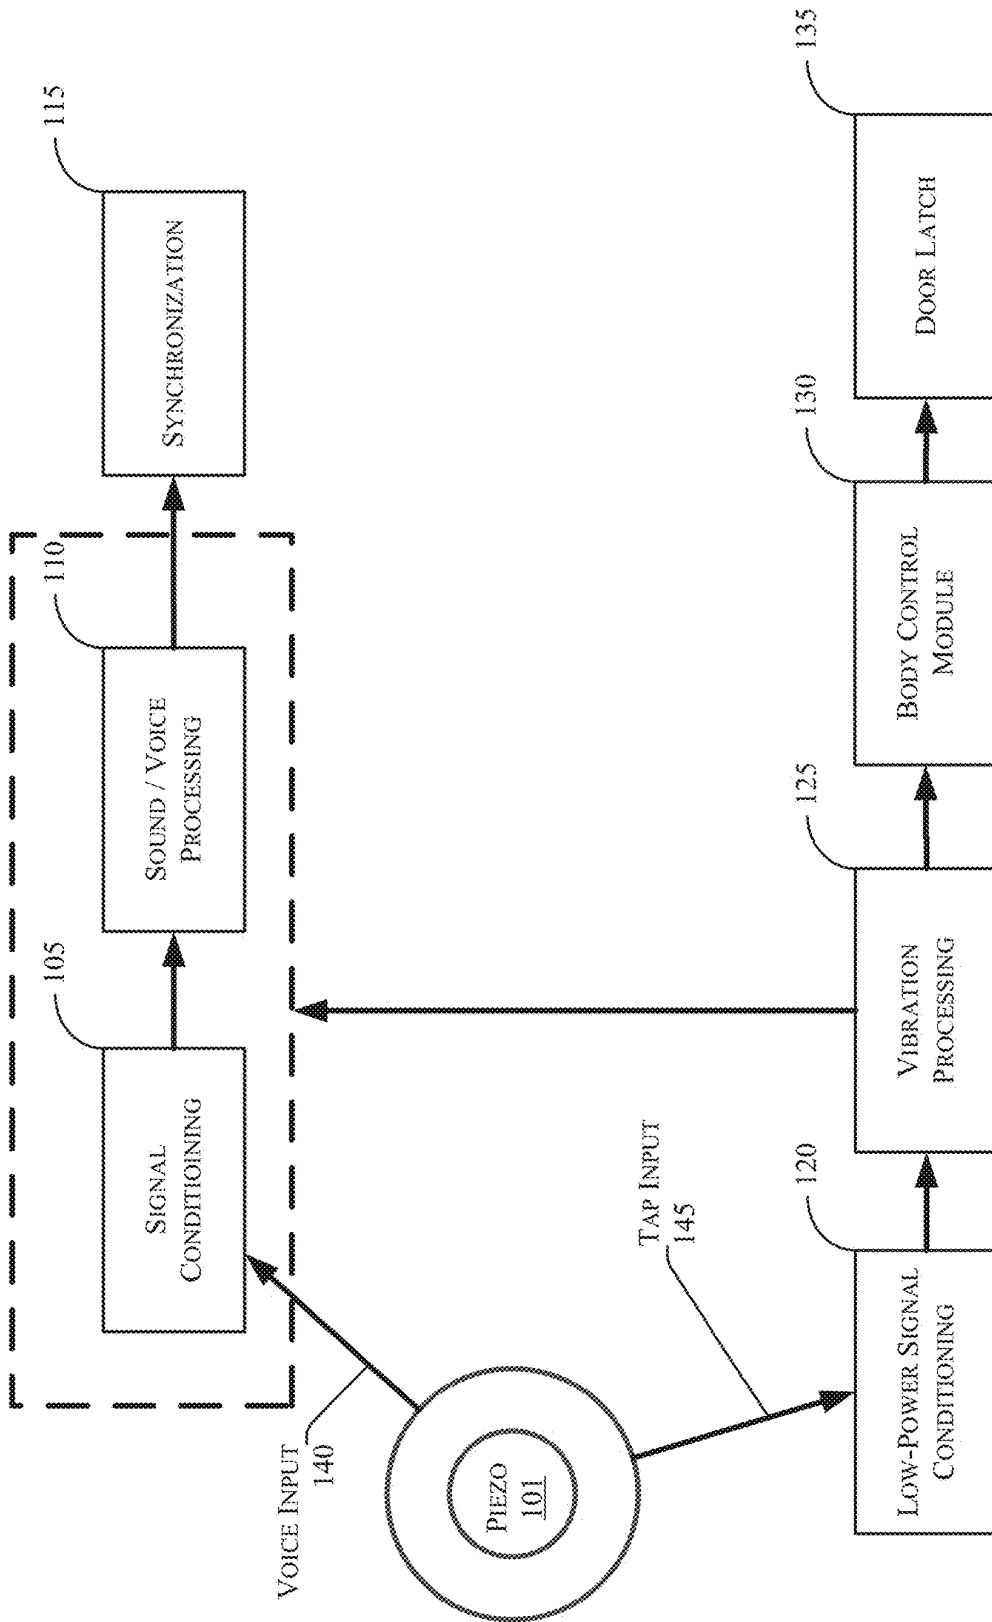 115
SYNCHRONIZATION
110
SOUND / VOICE
PROCESSING
105
SIGNAL
CONDITIOINING
VOICE INPUT
140
PIEZO
101
TAP INPUT
145
120
LOW-POWER SIGNAL
CONDITIONING
125
VIBRATION
PROCESSING
130
BODY CONTROL
MODULE
135
DOOR LATCH